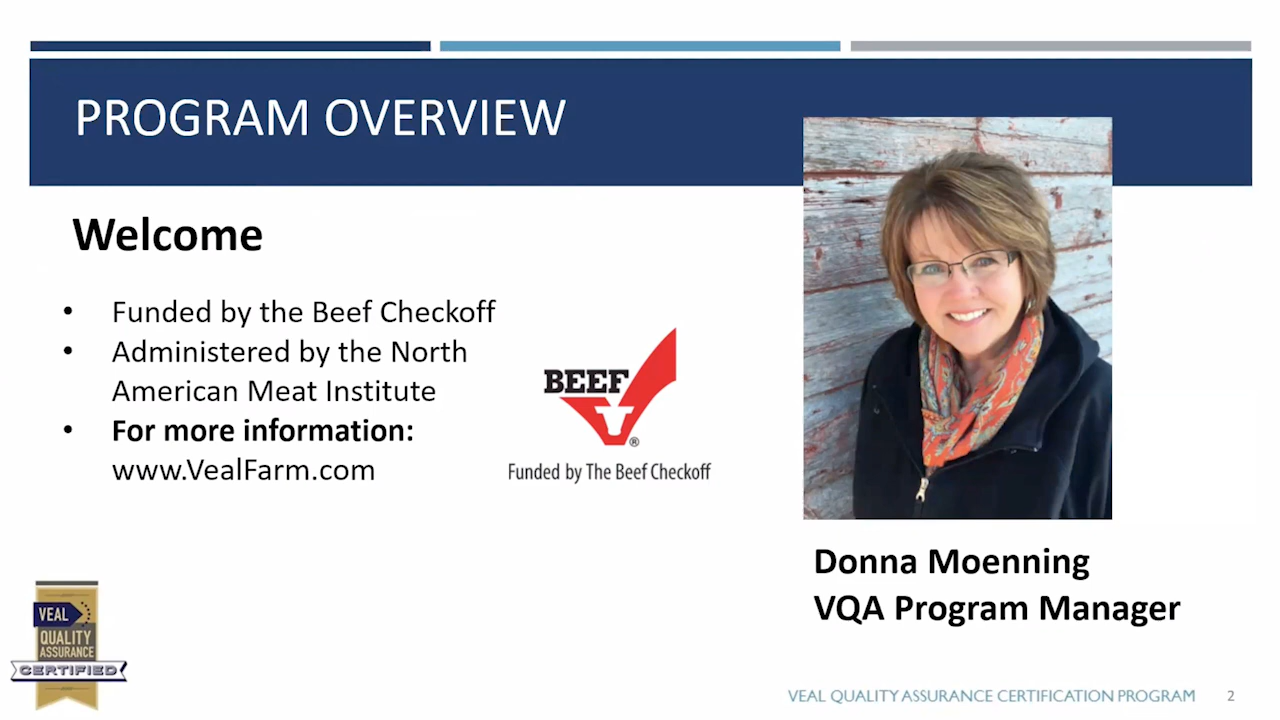 PROGRAM OVERVIEW
Welcome
• Funded by the Beef Checkoff
• Administered by the North
American Meat Institute
• For more information:
www.VealFarm.com
BEEF
®
Funded by The Beef Checkoff
Donna Moenning
VQA Program Manager
VEAL
QUALITY
ASSURANCE
CERTIFIED
VEAL QUALITY ASSURANCE CERTIFICATION PROGRAM 2